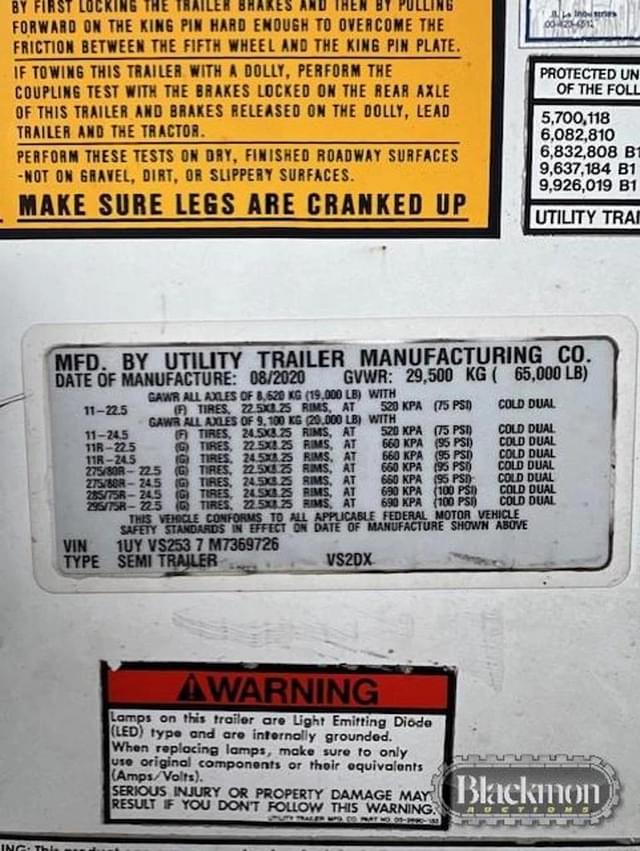 BY FIRST LOCKING THE TRAILER BRAKES AND THEN BY PULLING
FORWARD ON THE KING PIN HARD ENOUGH TO OVERCOME THE
FRICTION BETWEEN THE FIFTH WHEEL AND THE KING PIN PLATE.
IF TOWING THIS TRAILER WITH A DOLLY, PERFORM THE
COUPLING TEST WITH THE BRAKES LOCKED ON THE REAR AXLE
OF THIS TRAILER AND BRAKES RELEASED ON THE DOLLY, LEAD
TRAILER AND THE TRACTOR.
PERFORM THESE TESTS ON DRY, FINISHED ROADWAY SURFACES
-NOT ON GRAVEL, DIRT, OR SLIPPERY SURFACES.
MAKE SURE LEGS ARE CRANKED UP
PROTECTED UN
OF THE FOLL
5,700,118
6,082,810
6,832,808 B1
9,637,184 B1
9,926,019 B1
UTILITY TRAI
MFD. BY UTILITY TRAILER MANUFACTURING CO.
DATE OF MANUFACTURE: 08/2020 GVWR: 29,500 KG ( 65,000 LB)
GAWR ALL AXLES OF 8,620 KG (19,000 LB) WITH
11-22.5 (F) TIRES, 22.5X8.25 RIMS, AT 520 KPA (75 PSI) COLD DUAL
GAWR ALL AXLES OF 9,100 KG (20,000 LB) WITH
11-24.5 (F) TIRES, 24.5X8.25 RIMS, AT 520 KPA (75 PSI) COLD DUAL
11R-22.5 (G) TIRES, 22.5X8.25 RIMS, AT 660 KPA (95 PSI) COLD DUAL
11R-24.5 (G) TIRES, 24.5X8.25 RIMS, AT 660 KPA (95 PSI) COLD DUAL
275/80R-22.5 (G) TIRES, 22.5X8.25 RIMS, AT 660 KPA (95 PSI) COLD DUAL
275/80R-24.5 (G) TIRES, 24.5X8.25 RIMS, AT 660 KPA (95 PSI) COLD DUAL
285/75R-24.5 (G) TIRES, 24.5X8.25 RIMS, AT 690 KPA (100 PSI) COLD DUAL
295/75R-22.5 (G) TIRES, 22.5X8.25 RIMS, AT 690 KPA (100 PSI) COLD DUAL
THIS VEHICLE CONFORMS TO ALL APPLICABLE FEDERAL MOTOR VEHICLE
SAFETY STANDARDS IN EFFECT ON DATE OF MANUFACTURE SHOWN ABOVE
VIN 1UY VS253 7 M7369726
TYPE SEMI TRAILER VS2DX
WARNING
Lamps on this trailer are Light Emitting Diode
(LED) type and are internally grounded.
When replacing lamps, make sure to only
use original components or their equivalents
(Amps/Volts).
SERIOUS INJURY OR PROPERTY DAMAGE MAY
RESULT IF YOU DON'T FOLLOW THIS WARNING.
UTILITY TRAILER MFG. CO. PART NO.
Blackmon
AUCTIONS
ING: This product